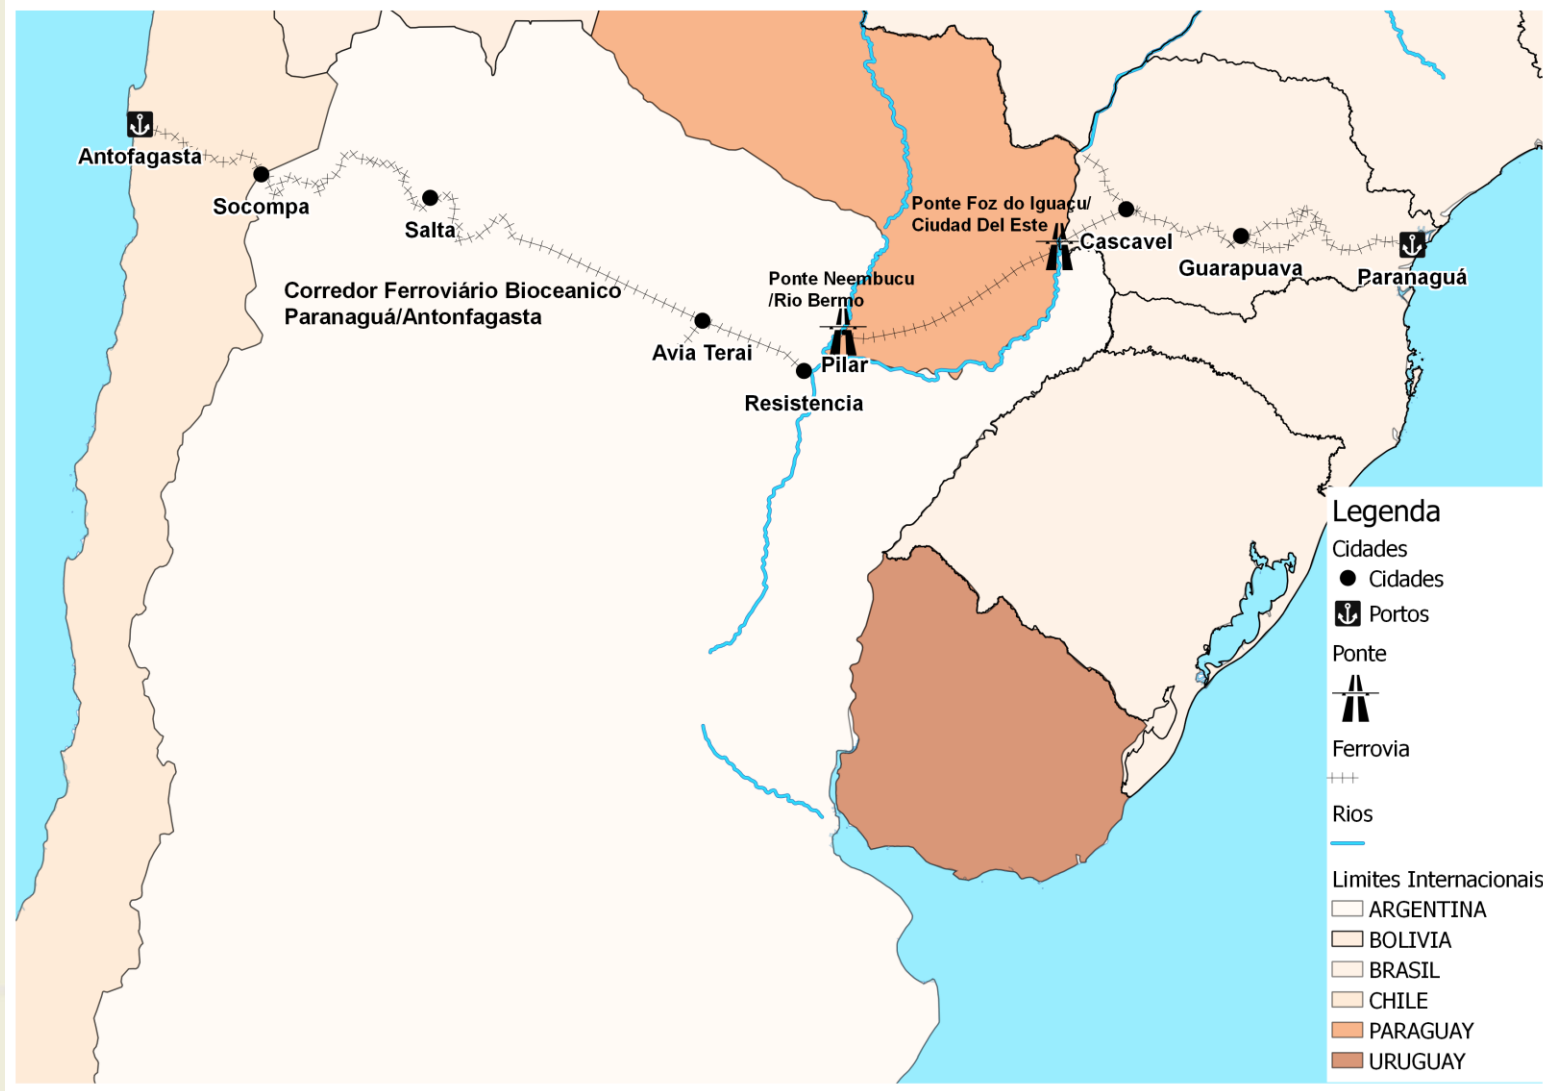 Antofagasta
Socompa
Salta
Corredor Ferroviário Bioceanico
Paranaguá/Antonfagasta
Avia Terai
Resistencia
Ponte Neembucu
/Rio Bermo
Pilar
Ponte Foz do Iguaçu/
Ciudad Del Este
Cascavel
Guarapuava
Paranaguá
Legenda
Cidades
Cidades
Portos
Ponte
Ferrovia
Rios
Limites Internacionais
ARGENTINA
BOLIVIA
BRASIL
CHILE
PARAGUAY
URUGUAY